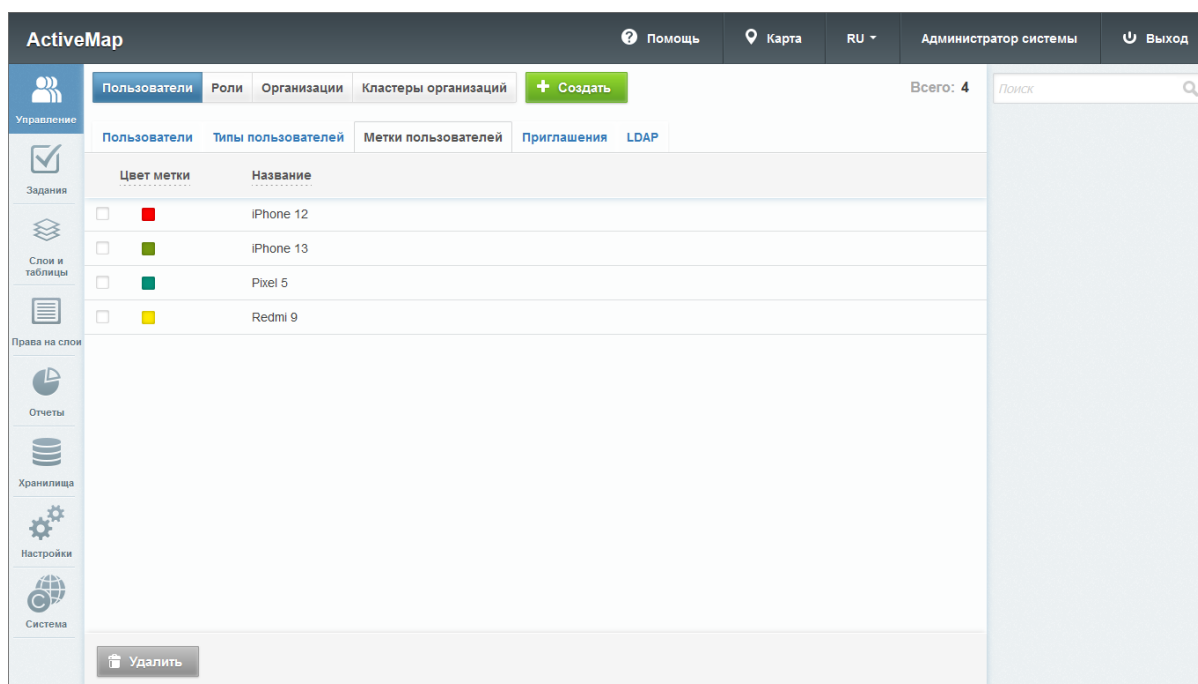 ActiveMap
Помощь
Карта
RU
Администратор системы
Выход
Управление
Задания
Слои и
таблицы
Права на слои
Отчеты
Хранилища
Настройки
Система
Пользователи Роли Организации Кластеры организаций
Создать
Всего: 4
Поиск
Пользователи Типы пользователей Метки пользователей Приглашения LDAP
Цвет метки Название
iPhone 12
iPhone 13
Pixel 5
Redmi 9
Удалить